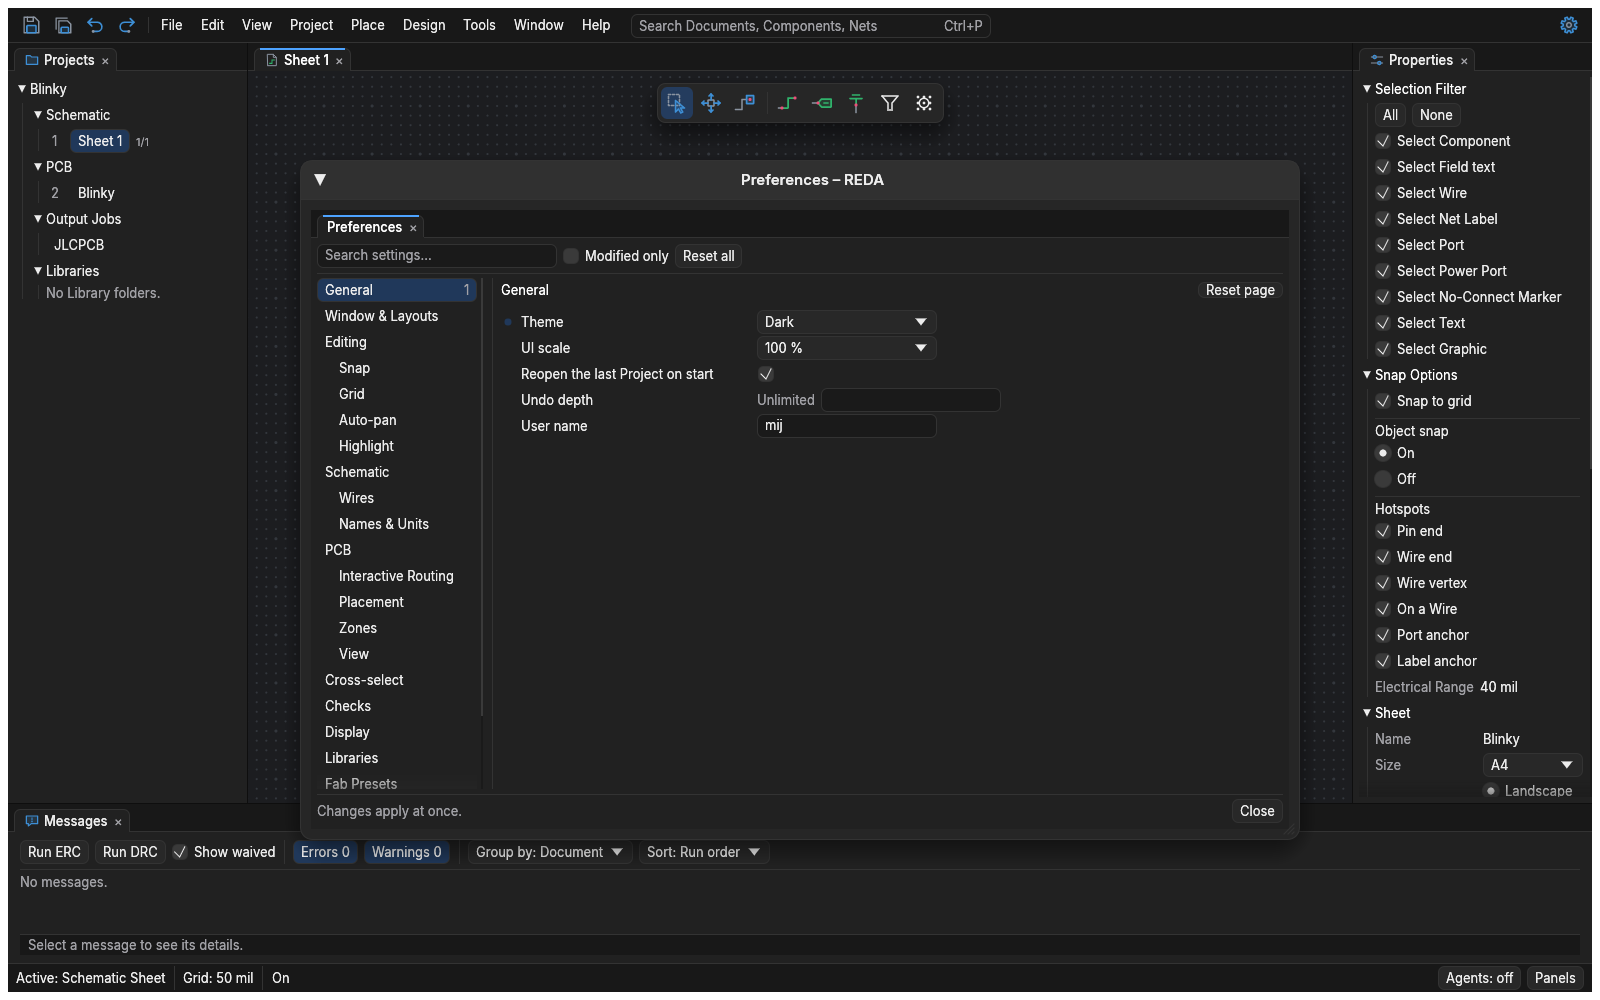 File Edit View Project Place Design Tools Window Help Search Documents, Components, Nets Ctrl+P
Projects ×
Blinky
Schematic
1 Sheet 1 1/1
PCB
2 Blinky
Output Jobs
JLCPCB
Libraries
No Library folders.
Sheet 1 ×
Preferences – REDA
Preferences ×
Search settings... Modified only Reset all
General 1
Window & Layouts
Editing
Snap
Grid
Auto-pan
Highlight
Schematic
Wires
Names & Units
PCB
Interactive Routing
Placement
Zones
View
Cross-select
Checks
Display
Libraries
Fab Presets
General Reset page
Theme Dark
UI scale 100 %
Reopen the last Project on start
Undo depth Unlimited
User name mij
Changes apply at once. Close
Properties ×
Selection Filter
All None
Select Component
Select Field text
Select Wire
Select Net Label
Select Port
Select Power Port
Select No-Connect Marker
Select Text
Select Graphic
Snap Options
Snap to grid
Object snap
On
Off
Hotspots
Pin end
Wire end
Wire vertex
On a Wire
Port anchor
Label anchor
Electrical Range 40 mil
Sheet
Name Blinky
Size A4
Landscape
Messages ×
Run ERC Run DRC Show waived Errors 0 Warnings 0 Group by: Document Sort: Run order
No messages.
Select a message to see its details.
Active: Schematic Sheet Grid: 50 mil On Agents: off Panels